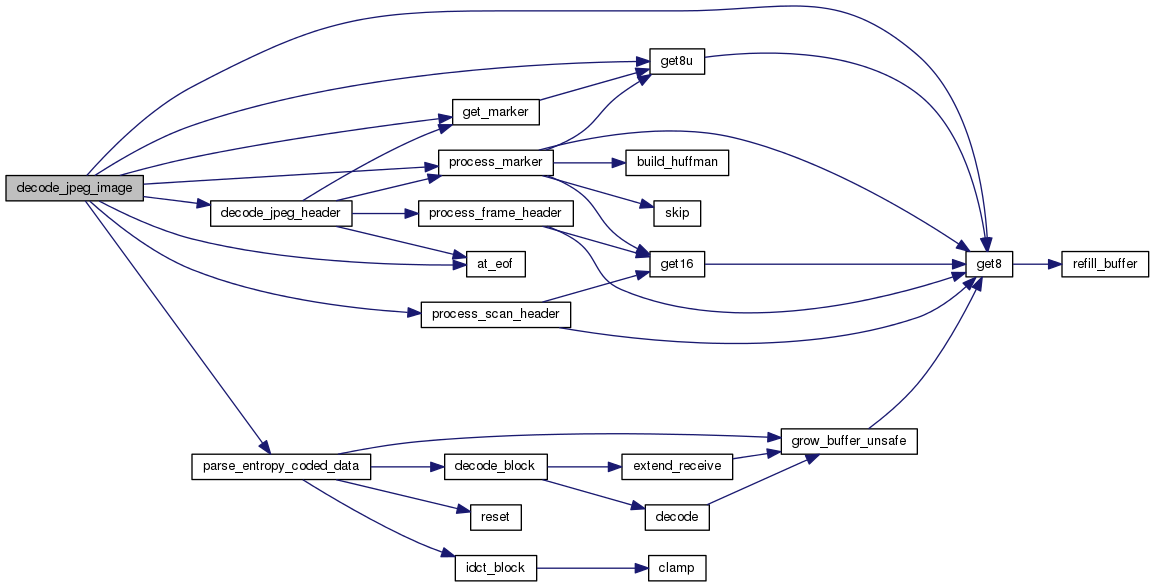 decode_jpeg_image
get8u
get_marker
process_marker
build_huffman
decode_jpeg_header
process_frame_header
skip
at_eof
get16
get8
refill_buffer
process_scan_header
grow_buffer_unsafe
parse_entropy_coded_data
decode_block
extend_receive
reset
decode
idct_block
clamp